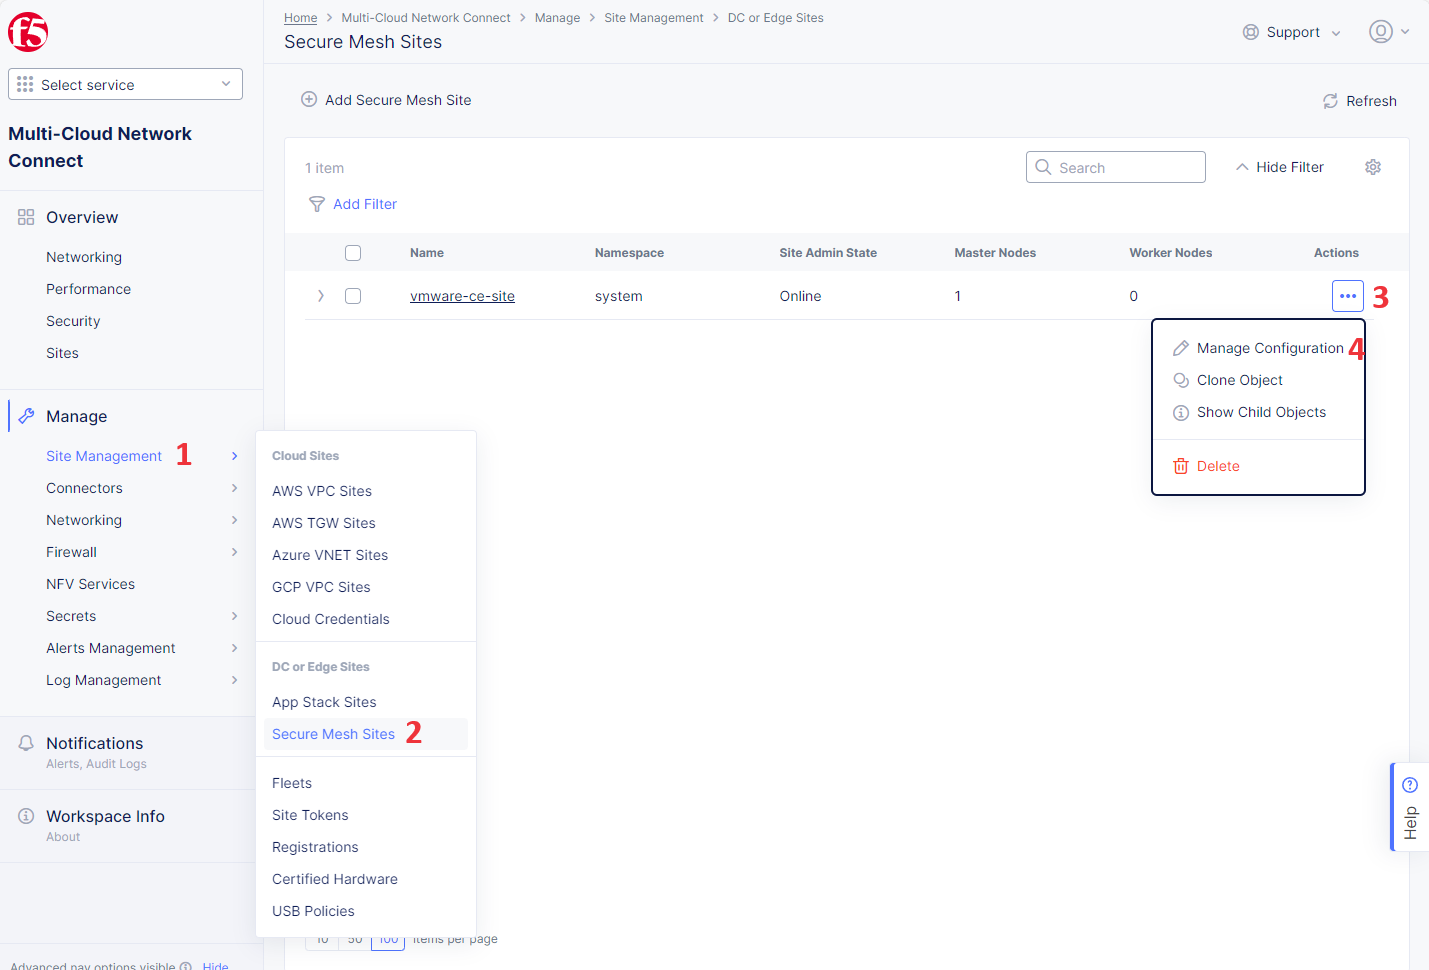 f5
Select service
Multi-Cloud Network
Connect
Overview
Networking
Performance
Security
Sites
Manage
Site Management 1
Connectors
Networking
Firewall
NFV Services
Secrets
Alerts Management
Log Management
Notifications
Alerts, Audit Logs
Workspace Info
About
Advanced nav options visible Hide
Home > Multi-Cloud Network Connect > Manage > Site Management > DC or Edge Sites
Secure Mesh Sites
Support
Add Secure Mesh Site
Refresh
1 item
Search
Hide Filter
Add Filter
Name Namespace Site Admin State Master Nodes Worker Nodes Actions
vmware-ce-site system Online 1 0 ••• 3
Manage Configuration 4
Clone Object
Show Child Objects
Delete
Cloud Sites
AWS VPC Sites
AWS TGW Sites
Azure VNET Sites
GCP VPC Sites
Cloud Credentials
DC or Edge Sites
App Stack Sites
Secure Mesh Sites 2
Fleets
Site Tokens
Registrations
Certified Hardware
USB Policies
10 50 100 items per page
Help